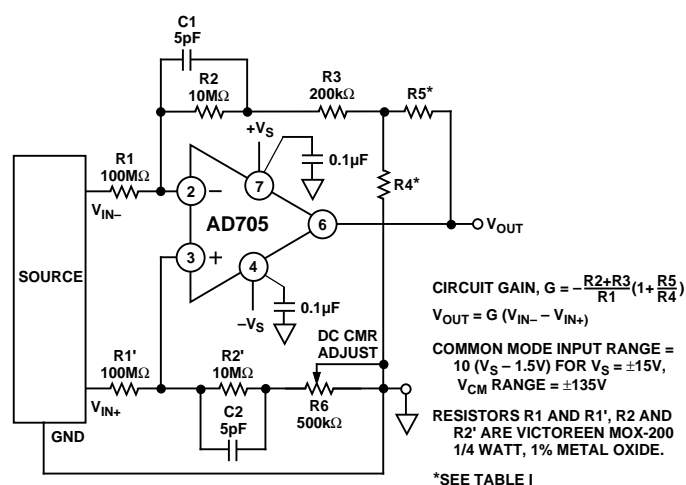 C1
5pF
R2
10MΩ
R3
200kΩ
R5*
+VS
0.1µF
R1
100MΩ
R4*
2
–
7
VIN–
AD705
6
VOUT
SOURCE
3
+
4
0.1µF
–VS
DC CMR
ADJUST
R1'
100MΩ
R2'
10MΩ
VIN+
R6
500kΩ
C2
5pF
GND
CIRCUIT GAIN, G = – R2+R3/R1 (1+ R5/R4)
VOUT = G (VIN– – VIN+)
COMMON MODE INPUT RANGE =
10 (VS – 1.5V) FOR VS = ±15V,
VCM RANGE = ±135V
RESISTORS R1 AND R1', R2 AND
R2' ARE VICTOREEN MOX-200
1/4 WATT, 1% METAL OXIDE.
*SEE TABLE I